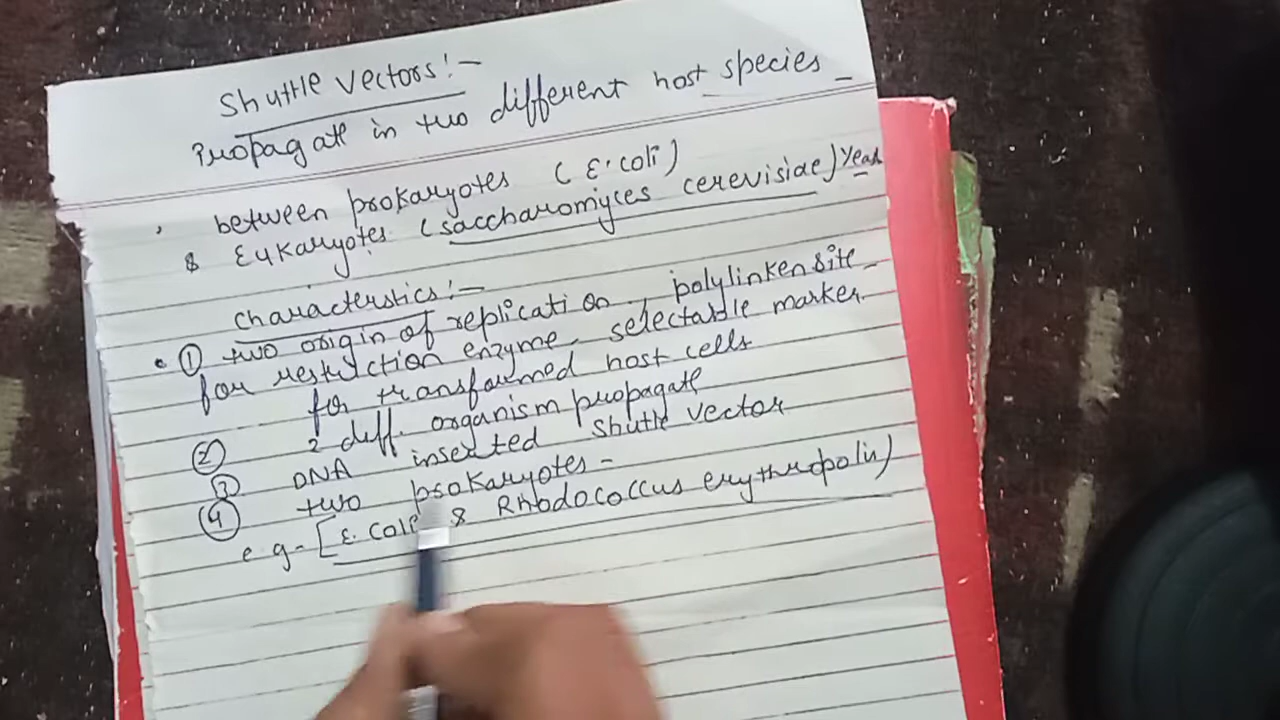 Shuttle Vectors:-
Propagate in two different host species -
between prokaryotes (E.coli)
& Eukaryotes (saccharomyces cerevisiae) Yeast
characteristics:-
① two origin of replication, polylinker site
for restriction enzyme, selectable marker
for transformed host cells
② 2 diff. organism propagate
③ DNA inserted shuttle vector
④ two prokaryotes -
e.g- [E. Coli & Rhodococcus erythropolis)